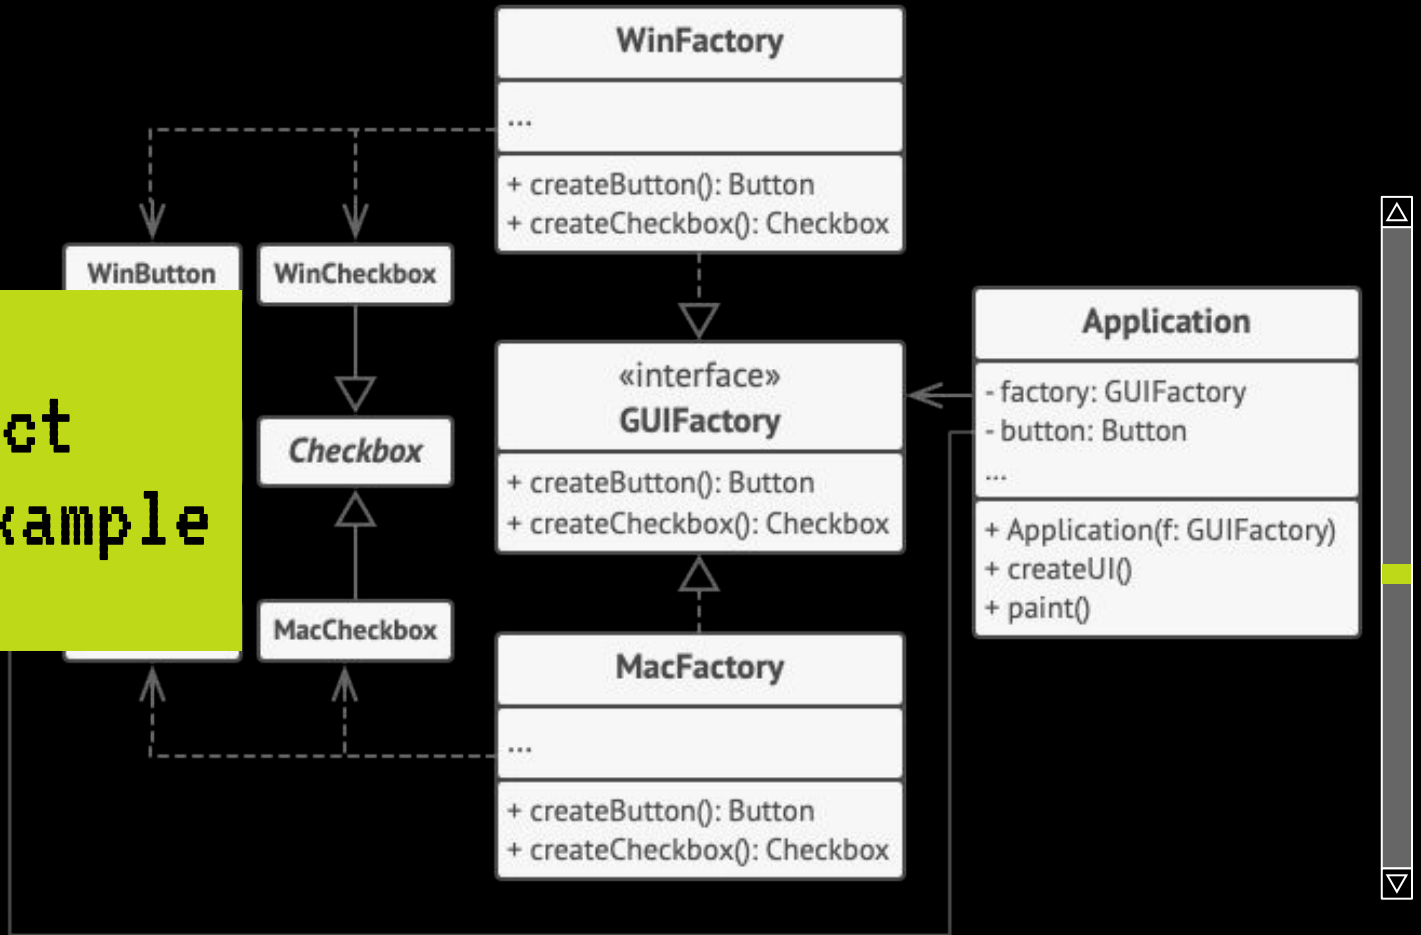 WinFactory
...
+ createButton(): Button
+ createCheckbox(): Checkbox
WinButton
WinCheckbox
ct
xample
Checkbox
MacCheckbox
«interface»
GUIFactory
+ createButton(): Button
+ createCheckbox(): Checkbox
MacFactory
...
+ createButton(): Button
+ createCheckbox(): Checkbox
Application
- factory: GUIFactory
- button: Button
...
+ Application(f: GUIFactory)
+ createUI()
+ paint()